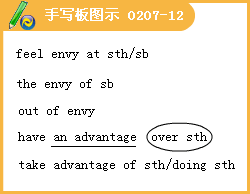 手写板图示 0207-12
feel envy at sth/sb
the envy of sb
out of envy
have an advantage over sth
take advantage of sth/doing sth